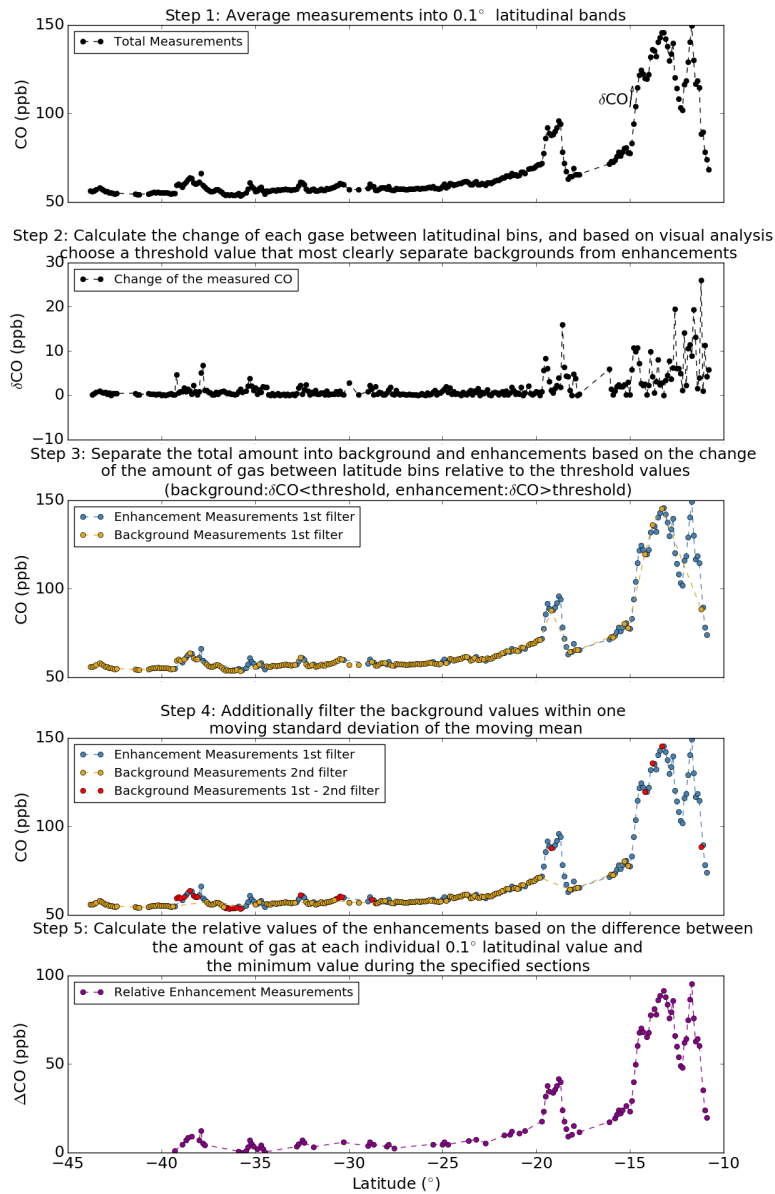 Step 1: Average measurements into 0.1° latitudinal bands
150
100
50
CO (ppb)
Total Measurements
δCO
Step 2: Calculate the change of each gase between latitudinal bins, and based on visual analysis
choose a threshold value that most clearly separate backgrounds from enhancements
30
20
10
0
−10
δCO (ppb)
Change of the measured CO
Step 3: Separate the total amount into background and enhancements based on the change
of the amount of gas between latitude bins relative to the threshold values
(background:δCO<threshold, enhancement:δCO>threshold)
150
100
50
CO (ppb)
Enhancement Measurements 1st filter
Background Measurements 1st filter
Step 4: Additionally filter the background values within one
moving standard deviation of the moving mean
150
100
50
CO (ppb)
Enhancement Measurements 1st filter
Background Measurements 2nd filter
Background Measurements 1st - 2nd filter
Step 5: Calculate the relative values of the enhancements based on the difference between
the amount of gas at each individual 0.1° latitudinal value and
the minimum value during the specified sections
100
50
0
ΔCO (ppb)
Relative Enhancement Measurements
−45 −40 −35 −30 −25 −20 −15 −10
Latitude (°)